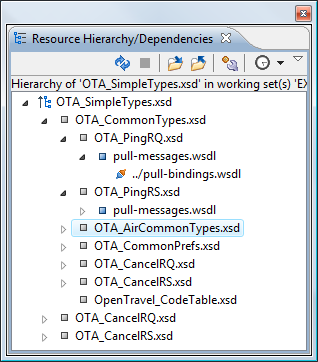 Resource Hierarchy/Dependencies
Hierarchy of 'OTA_SimpleTypes.xsd' in working set(s) 'EX
OTA_SimpleTypes.xsd
OTA_CommonTypes.xsd
OTA_PingRQ.xsd
pull-messages.wsdl
../pull-bindings.wsdl
OTA_PingRS.xsd
pull-messages.wsdl
OTA_AirCommonTypes.xsd
OTA_CommonPrefs.xsd
OTA_CancelRQ.xsd
OTA_CancelRS.xsd
OpenTravel_CodeTable.xsd
OTA_CancelRQ.xsd
OTA_CancelRS.xsd